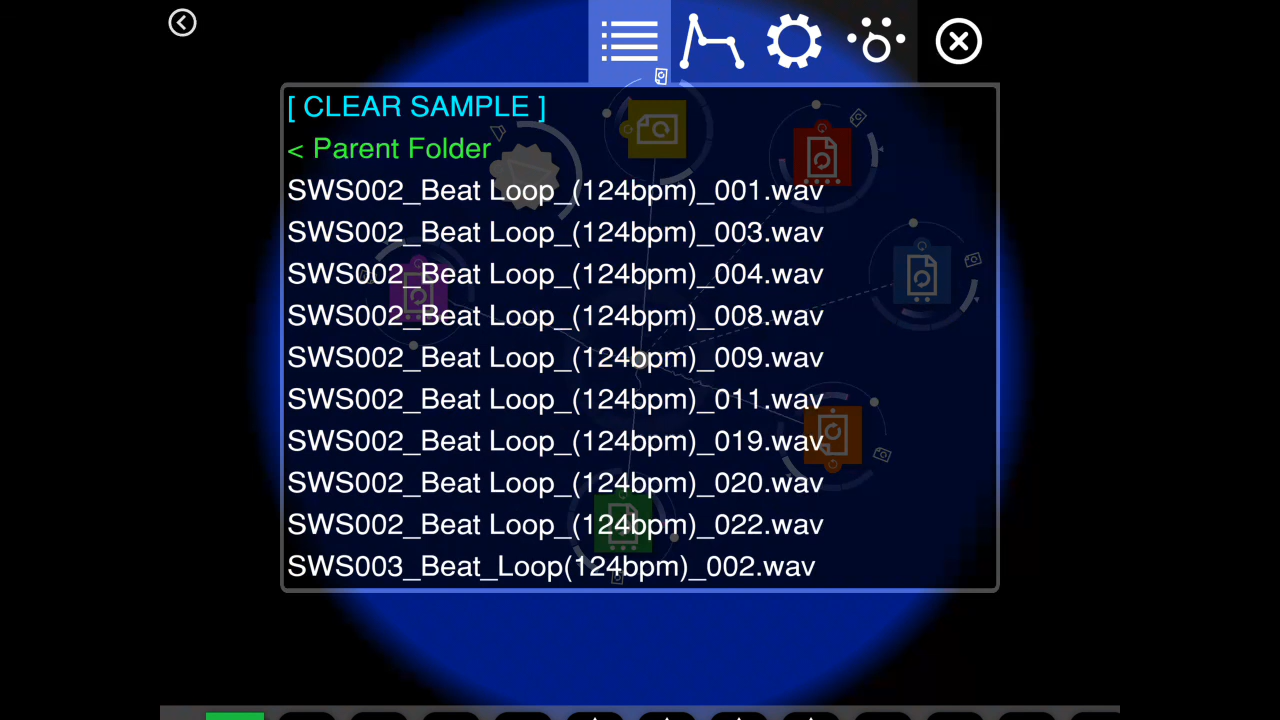 [ CLEAR SAMPLE ]
< Parent Folder
SWS002_Beat Loop_(124bpm)_001.wav
SWS002_Beat Loop_(124bpm)_003.wav
SWS002_Beat Loop_(124bpm)_004.wav
SWS002_Beat Loop_(124bpm)_008.wav
SWS002_Beat Loop_(124bpm)_009.wav
SWS002_Beat Loop_(124bpm)_011.wav
SWS002_Beat Loop_(124bpm)_019.wav
SWS002_Beat Loop_(124bpm)_020.wav
SWS002_Beat Loop_(124bpm)_022.wav
SWS003_Beat_Loop(124bpm)_002.wav